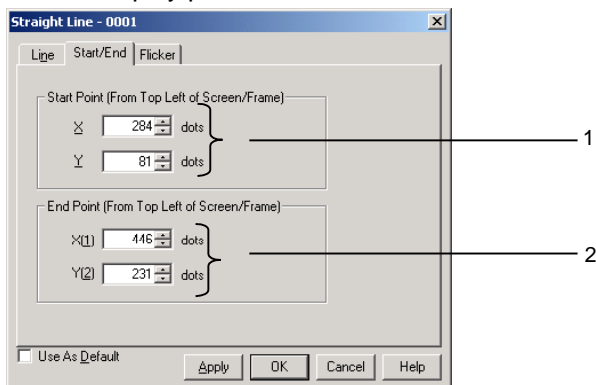 Straight Line - 0001
Line Start/End Flicker
Start Point (From Top Left of Screen/Frame)
X 284 dots
1
Y 81 dots
End Point (From Top Left of Screen/Frame)
X(1) 446 dots
2
Y(2) 231 dots
Use As Default
Apply OK Cancel Help